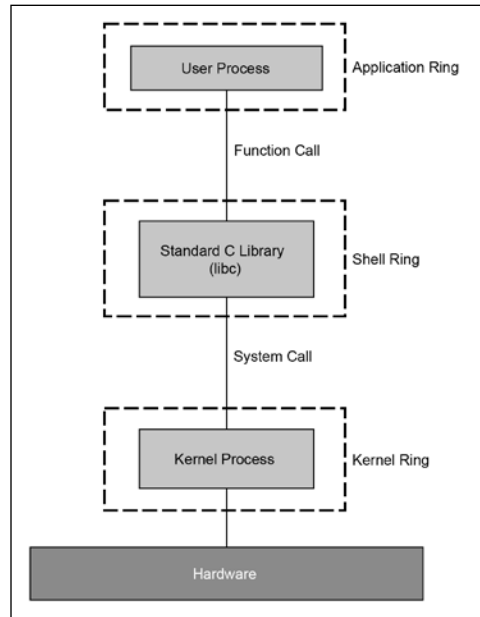 User Process
Application Ring
Function Call
Standard C Library
(libc)
Shell Ring
System Call
Kernel Process
Kernel Ring
Hardware